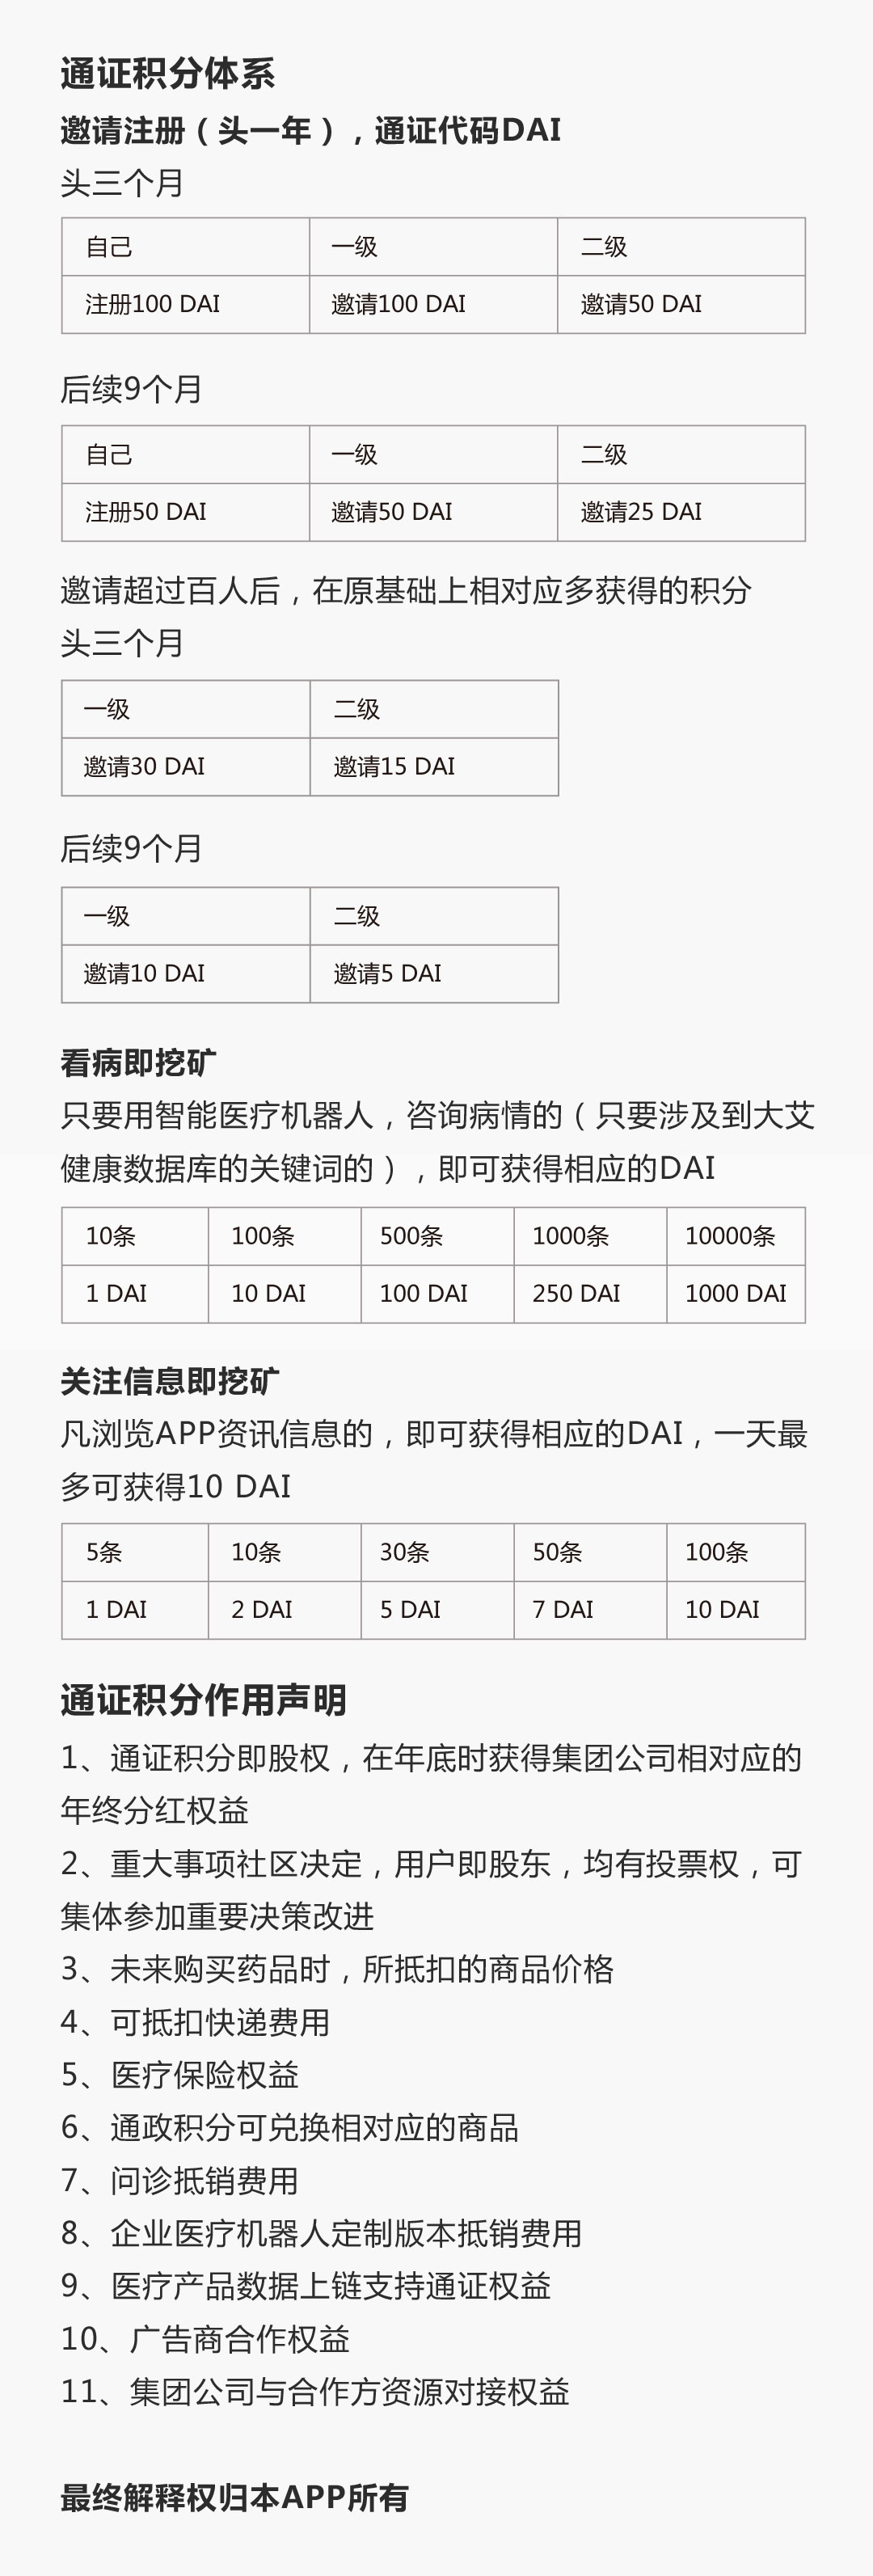 通证积分体系
邀请注册（头一年），通证代码DAI
头三个月
自己 一级 二级
注册100 DAI 邀请100 DAI 邀请50 DAI
后续9个月
自己 一级 二级
注册50 DAI 邀请50 DAI 邀请25 DAI
邀请超过百人后，在原基础上相对应多获得的积分
头三个月
一级 二级
邀请30 DAI 邀请15 DAI
后续9个月
一级 二级
邀请10 DAI 邀请5 DAI
看病即挖矿
只要用智能医疗机器人，咨询病情的（只要涉及到大艾
健康数据库的关键词的），即可获得相应的DAI
10条 100条 500条 1000条 10000条
1 DAI 10 DAI 100 DAI 250 DAI 1000 DAI
关注信息即挖矿
凡浏览APP资讯信息的，即可获得相应的DAI，一天最
多可获得10 DAI
5条 10条 30条 50条 100条
1 DAI 2 DAI 5 DAI 7 DAI 10 DAI
通证积分作用声明
1、通证积分即股权，在年底时获得集团公司相对应的
年终分红权益
2、重大事项社区决定，用户即股东，均有投票权，可
集体参加重要决策改进
3、未来购买药品时，所抵扣的商品价格
4、可抵扣快递费用
5、医疗保险权益
6、通政积分可兑换相对应的商品
7、问诊抵销费用
8、企业医疗机器人定制版本抵销费用
9、医疗产品数据上链支持通证权益
10、广告商合作权益
11、集团公司与合作方资源对接权益
最终解释权归本APP所有